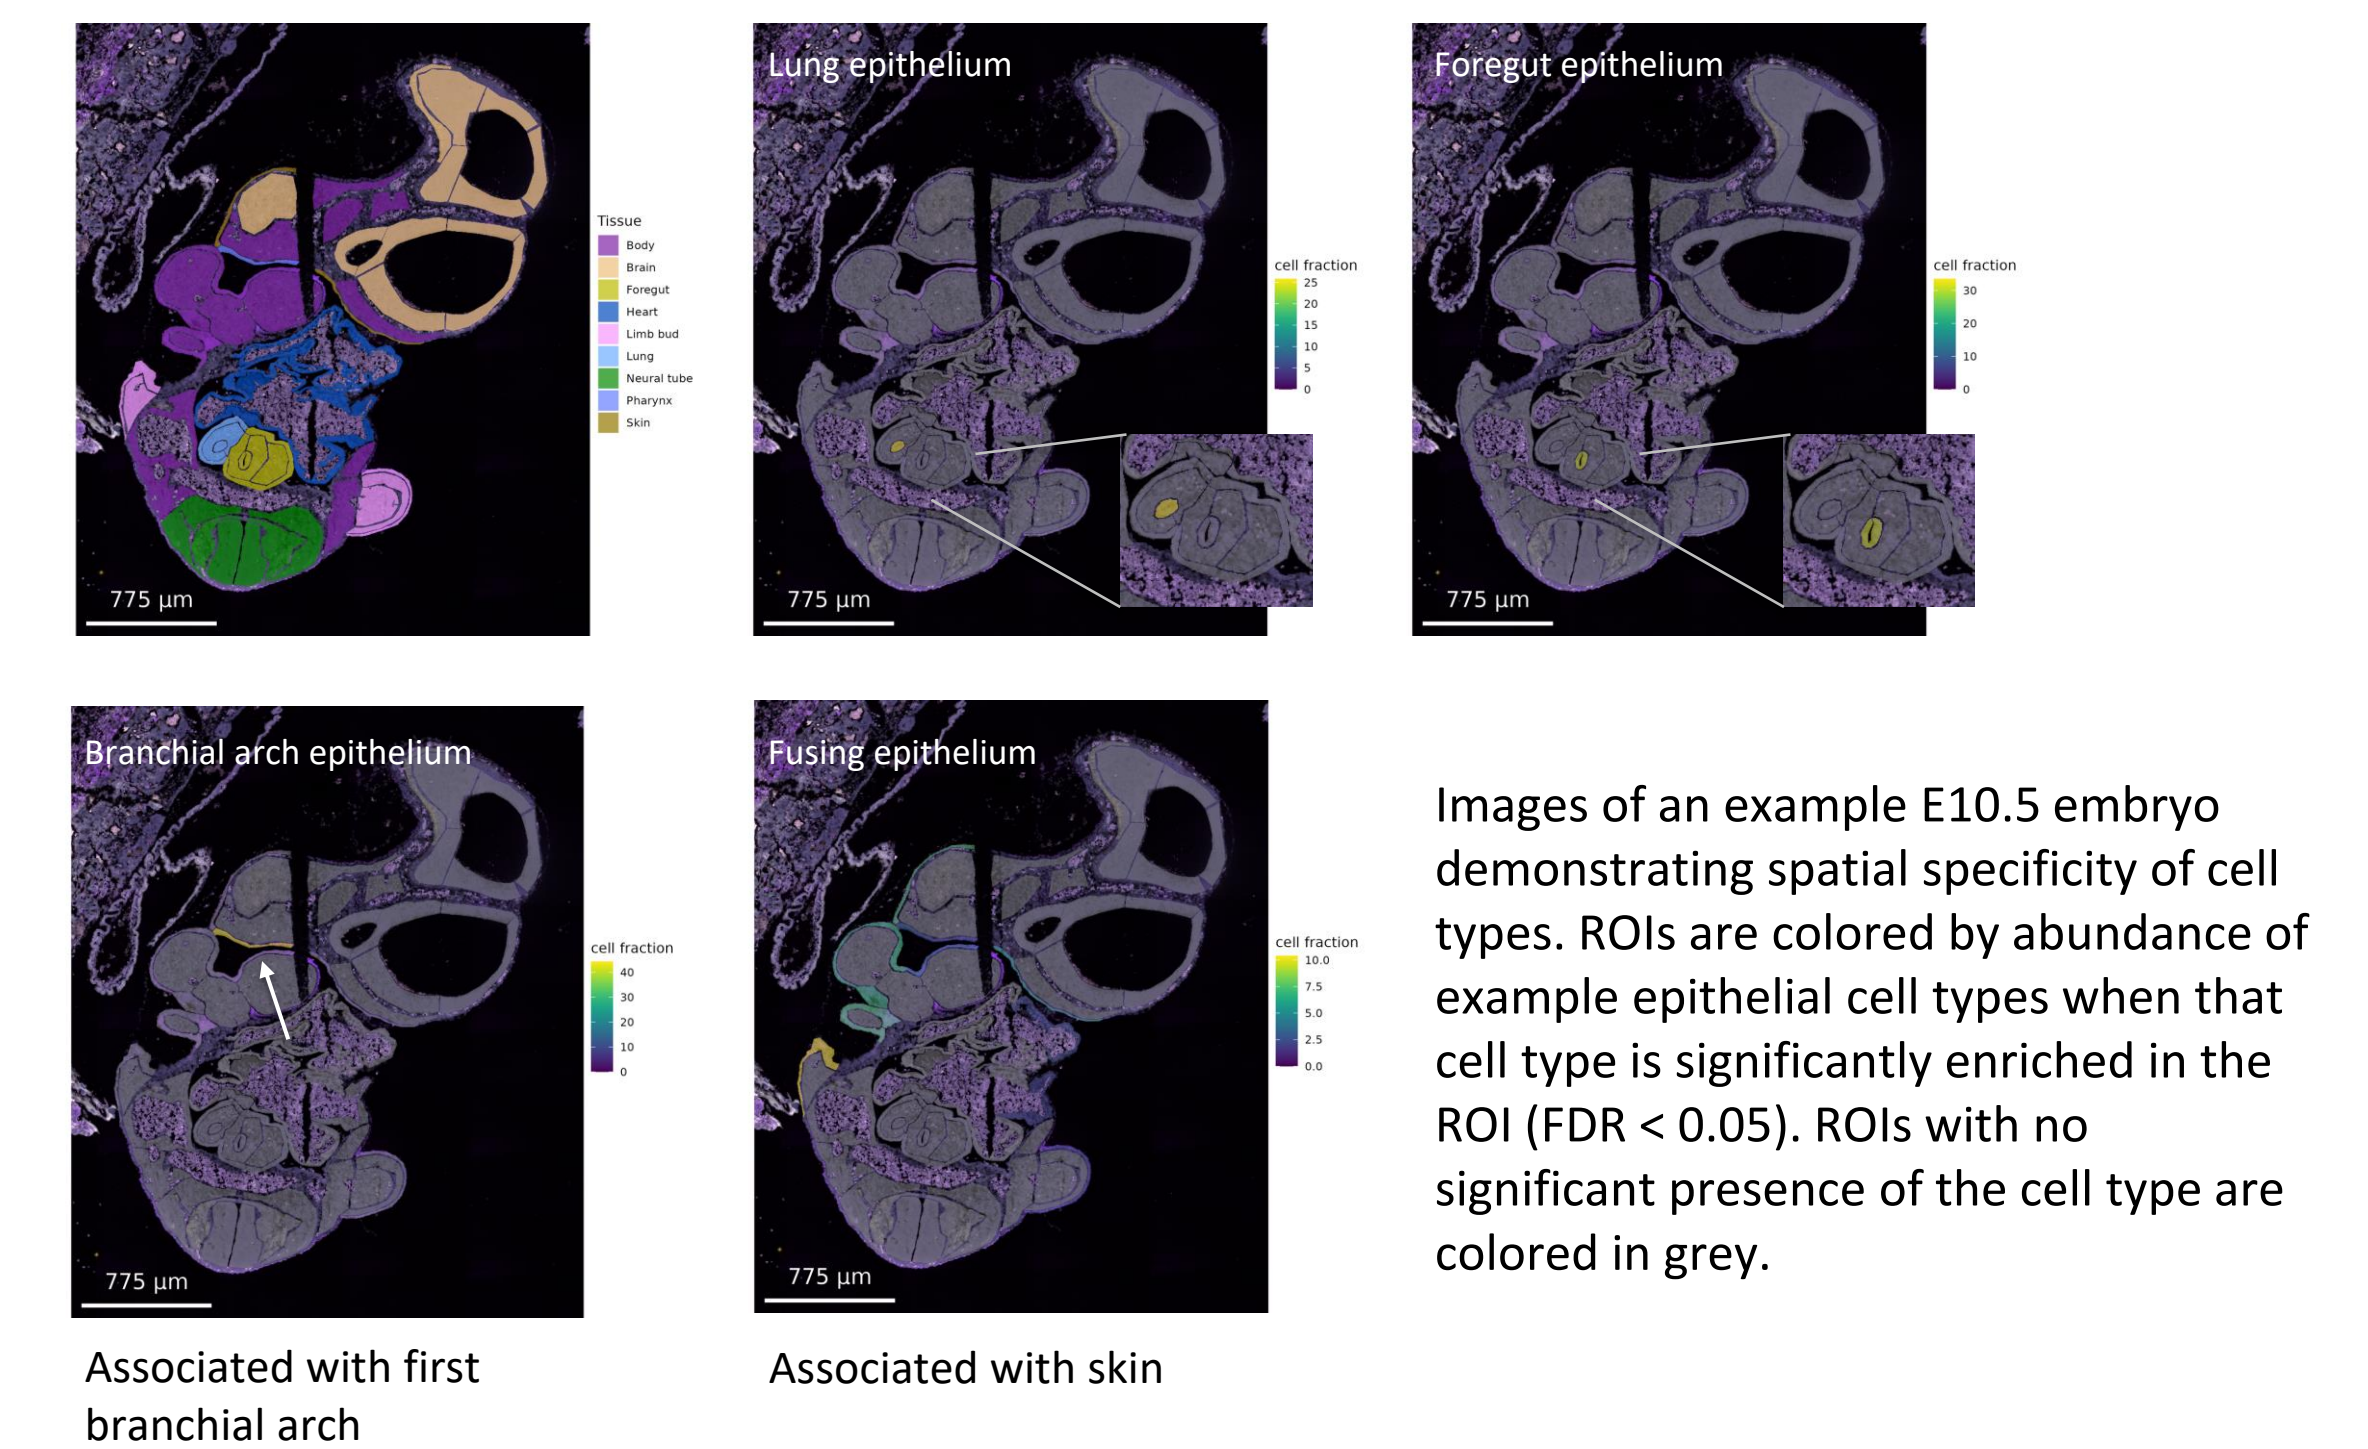 Tissue
Body
Brain
Foregut
Heart
Limb bud
Lung
Neural tube
Pharynx
Skin
775 µm
Lung epithelium
cell fraction
25
20
15
10
5
0
775 µm
Foregut epithelium
cell fraction
30
20
10
0
775 µm
Branchial arch epithelium
cell fraction
40
30
20
10
0
775 µm
Associated with first
branchial arch
Fusing epithelium
cell fraction
10.0
7.5
5.0
2.5
0.0
775 µm
Associated with skin
Images of an example E10.5 embryo
demonstrating spatial specificity of cell
types. ROIs are colored by abundance of
example epithelial cell types when that
cell type is significantly enriched in the
ROI (FDR < 0.05). ROIs with no
significant presence of the cell type are
colored in grey.